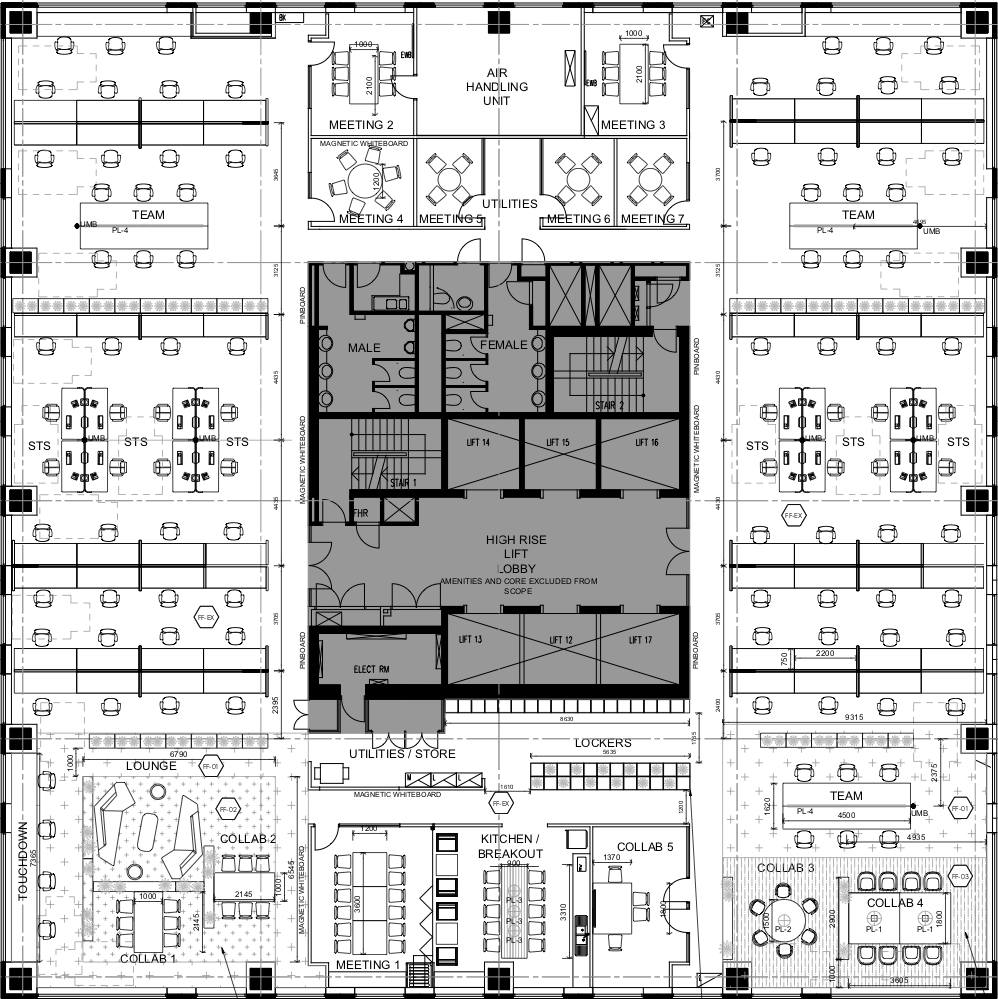 BK
1000
EWB
2100
AIR
HANDLING
UNIT
1000
EWB
2100
MEETING 2
MEETING 3
MAGNETIC WHITEBOARD
3645
1200
3700
UTILITIES
MEETING 4
MEETING 5
MEETING 6
MEETING 7
TEAM
UMB
PL-4
TEAM
PL-4
4695
UMB
3125
3125
PINBOARD
MALE
FEMALE
PINBOARD
4435
STAIR 2
4430
STS
UMB
STS
UMB
STS
MAGNETIC WHITEBOARD
LIFT 14
LIFT 15
LIFT 16
MAGNETIC WHITEBOARD
STS
UMB
STS
UMB
STS
STAIR 1
4435
FHR
4430
FF-EX
HIGH RISE
LIFT
LOBBY
AMENITIES AND CORE EXCLUDED FROM
SCOPE
FF-EX
3705
3705
PINBOARD
ELECT RM
LIFT 13
LIFT 12
LIFT 17
PINBOARD
750
2200
2395
2400
8630
9315
1135
UTILITIES / STORE
LOCKERS
5635
6790
LOUNGE
FF-01
1000
MAGNETIC WHITEBOARD
1610
FF-EX
1200
2375
TEAM
PL-4
1620
4500
UMB
FF-01
4935
FF-02
COLLAB 2
TOUCHDOWN
7365
6545
1000
2145
1000
2145
COLLAB 1
MAGNETIC WHITEBOARD
1200
3600
MEETING 1
KITCHEN /
BREAKOUT
900
PL-3
PL-3
PL-3
3310
COLLAB 5
1370
1800
COLLAB 3
1500
PL-2
2900
COLLAB 4
PL-1
PL-1
1800
FF-03
1000
3605